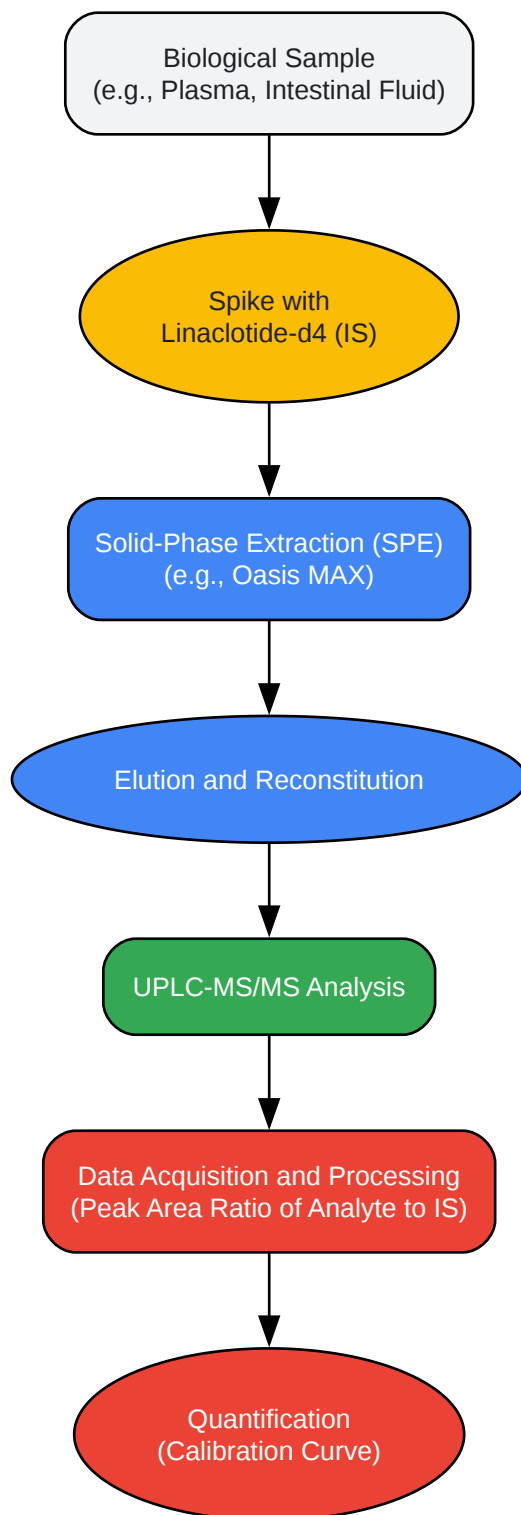 Biological Sample
(e.g., Plasma, Intestinal Fluid)
Spike with
Linaclotide-d4 (IS)
Solid-Phase Extraction (SPE)
(e.g., Oasis MAX)
Elution and Reconstitution
UPLC-MS/MS Analysis
Data Acquisition and Processing
(Peak Area Ratio of Analyte to IS)
Quantification
(Calibration Curve)